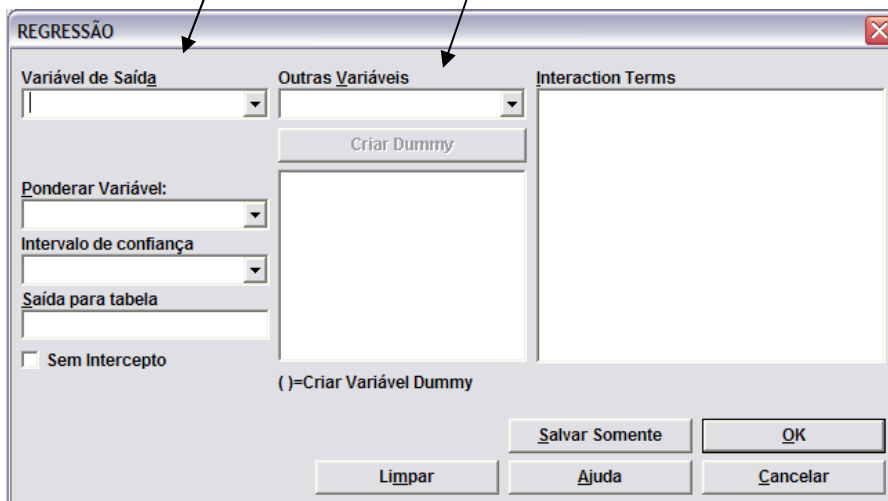 REGRESSÃO
Variável de Saída
Outras Variáveis
Interaction Terms
Criar Dummy
Ponderar Variável:
Intervalo de confiança
Saída para tabela
Sem Intercepto
( )=Criar Variável Dummy
Salvar Somente
OK
Limpar
Ajuda
Cancelar